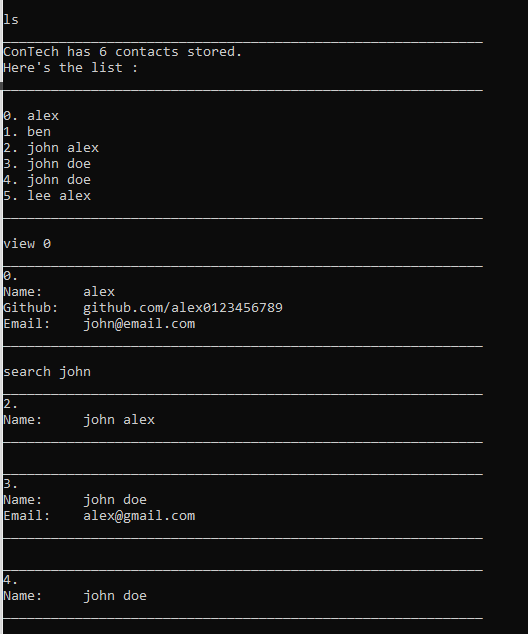 ls
ConTech has 6 contacts stored.
Here's the list :
0. alex
1. ben
2. john alex
3. john doe
4. john doe
5. lee alex
view 0
0.
Name: alex
Github: github.com/alex0123456789
Email: john@email.com
search john
2.
Name: john alex
3.
Name: john doe
Email: alex@gmail.com
4.
Name: john doe